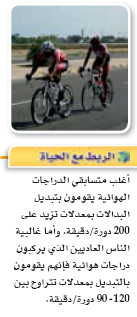 الربط مع الحياة
أغلب متسابقي الدراجات
الهوائية يقومون بتبديل
البدالات بمعدلات تزيد على
200 دورة/دقيقة. وأما غالبية
الناس العاديين الذي يركبون
دراجات هوائية فإنهم يقومون
بالتبديل بمعدلات تتراوح بين
90-120 دورة/دقيقة.